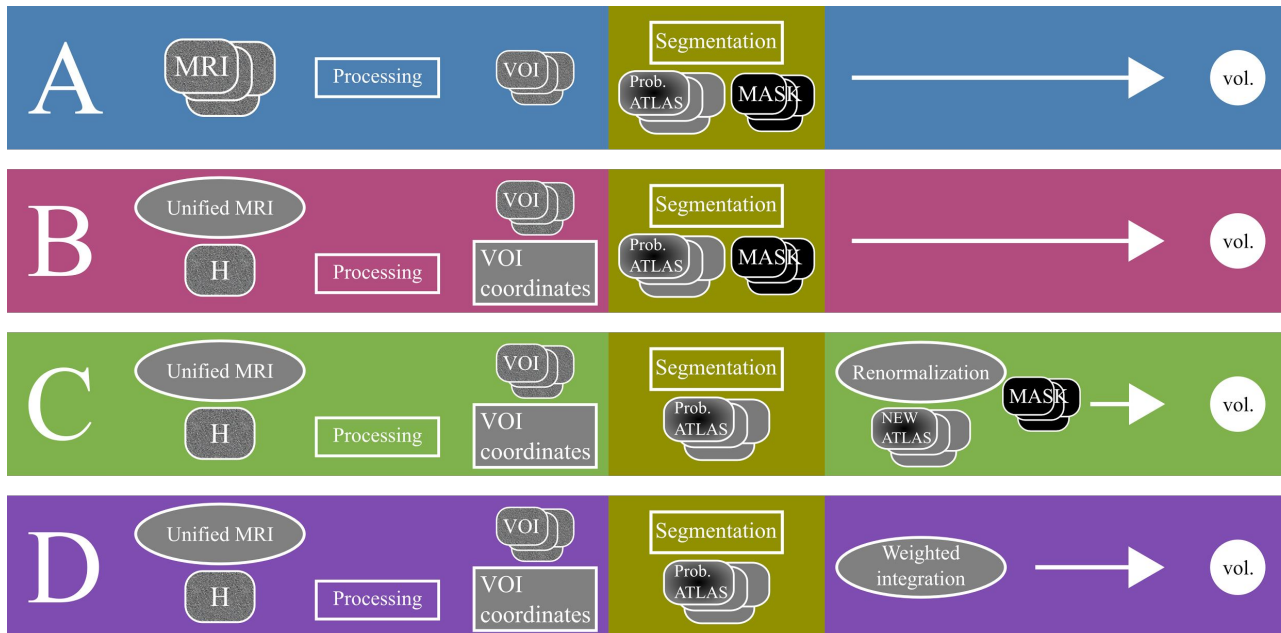 A
MRI
Processing
VOI
Segmentation
Prob.
ATLAS
MASK
vol.
B
Unified MRI
H
Processing
VOI
VOI
coordinates
Segmentation
Prob.
ATLAS
MASK
vol.
C
Unified MRI
H
Processing
VOI
VOI
coordinates
Segmentation
Prob.
ATLAS
Renormalization
NEW
ATLAS
MASK
vol.
D
Unified MRI
H
Processing
VOI
VOI
coordinates
Segmentation
Prob.
ATLAS
Weighted
integration
vol.